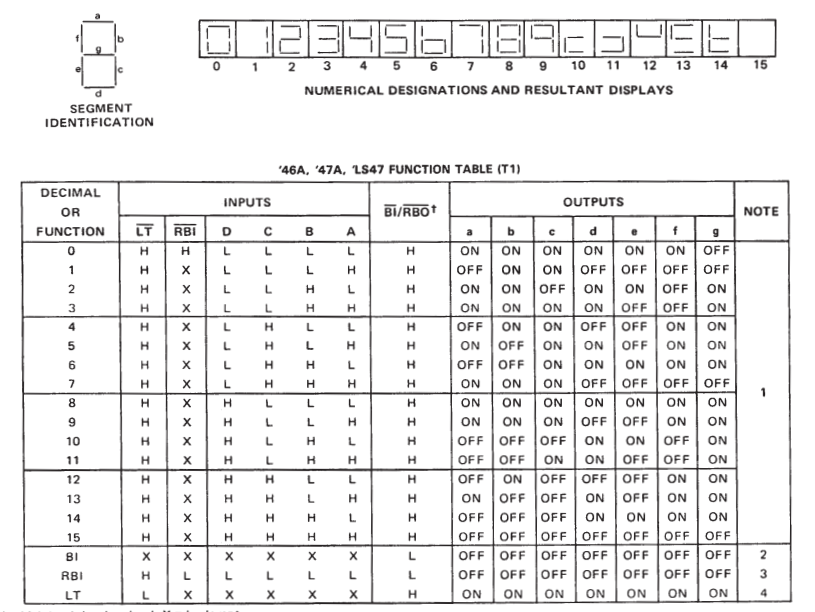 a
f b
g
e c
d
SEGMENT
IDENTIFICATION
0 1 2 3 4 5 6 7 8 9 10 11 12 13 14 15
NUMERICAL DESIGNATIONS AND RESULTANT DISPLAYS
'46A, '47A, 'LS47 FUNCTION TABLE (T1)
DECIMAL OR FUNCTION INPUTS BI/RBO† OUTPUTS NOTE
LT RBI D C B A a b c d e f g
0 H H L L L L H ON ON ON ON ON ON OFF
1 H X L L L H H OFF ON ON OFF OFF OFF OFF
2 H X L L H L H ON ON OFF ON ON OFF ON
3 H X L L H H H ON ON ON ON OFF OFF ON
4 H X L H L L H OFF ON ON OFF OFF ON ON
5 H X L H L H H ON OFF ON ON OFF ON ON
6 H X L H H L H OFF OFF ON ON ON ON ON
7 H X L H H H H ON ON ON OFF OFF OFF OFF
1
8 H X H L L L H ON ON ON ON ON ON ON
9 H X H L L H H ON ON ON OFF OFF ON ON
10 H X H L H L H OFF OFF OFF ON ON OFF ON
11 H X H L H H H OFF OFF ON ON OFF OFF ON
12 H X H H L L H OFF ON OFF OFF OFF ON ON
13 H X H H L H H ON OFF OFF ON OFF ON ON
14 H X H H H L H OFF OFF OFF ON ON ON ON
15 H X H H H H H OFF OFF OFF OFF OFF OFF OFF
BI X X X X X X L OFF OFF OFF OFF OFF OFF OFF 2
RBI H L L L L L L OFF OFF OFF OFF OFF OFF OFF 3
LT L X X X X X H ON ON ON ON ON ON ON 4